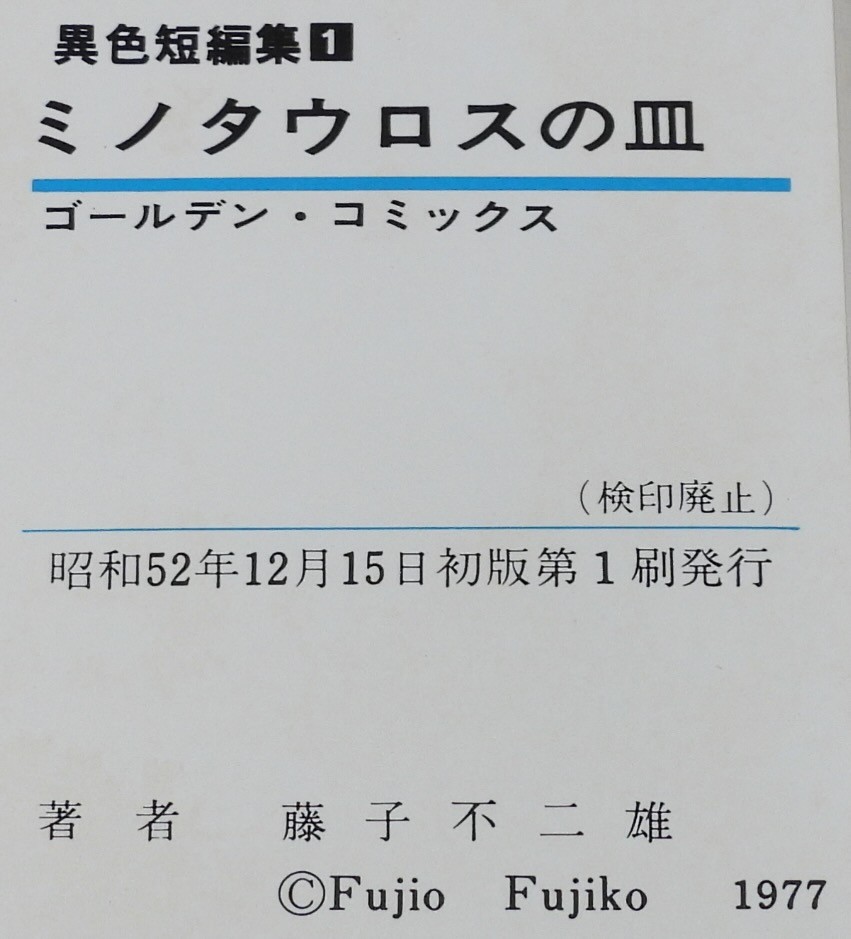 異色短編集1
ミノタウロスの皿
ゴールデン・コミックス
(検印廃止)
昭和52年12月15日初版第1刷発行
著者 藤子不二雄
©Fujio Fujiko 1977